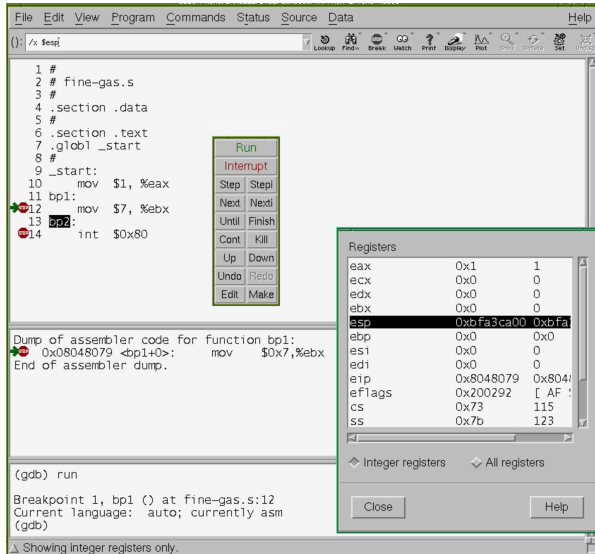 File Edit View Program Commands Status Source Data Help
(): /x $esp
Lookup Find» Break Watch Print Display Plot Show Rotate Set Undisp
1 #
2 # fine-gas.s
3 #
4 .section .data
5 #
6 .section .text
7 .globl _start
8 #
9 _start:
10 mov $1, %eax
11 bp1:
12 mov $7, %ebx
13 bp2:
14 int $0x80
Run
Interrupt
Step Stepi
Next Nexti
Until Finish
Cont Kill
Up Down
Undo Redo
Edit Make
Dump of assembler code for function bp1:
0x08048079 <bp1+0>: mov $0x7,%ebx
End of assembler dump.
Registers
eax 0x1 1
ecx 0x0 0
edx 0x0 0
ebx 0x0 0
esp 0xbfa3ca00 0xbfa
ebp 0x0 0x0
esi 0x0 0
edi 0x0 0
eip 0x8048079 0x804
eflags 0x200292 [ AF
cs 0x73 115
ss 0x7b 123
Integer registers All registers
Close Help
(gdb) run
Breakpoint 1, bp1 () at fine-gas.s:12
Current language: auto; currently asm
(gdb)
Showing integer registers only.